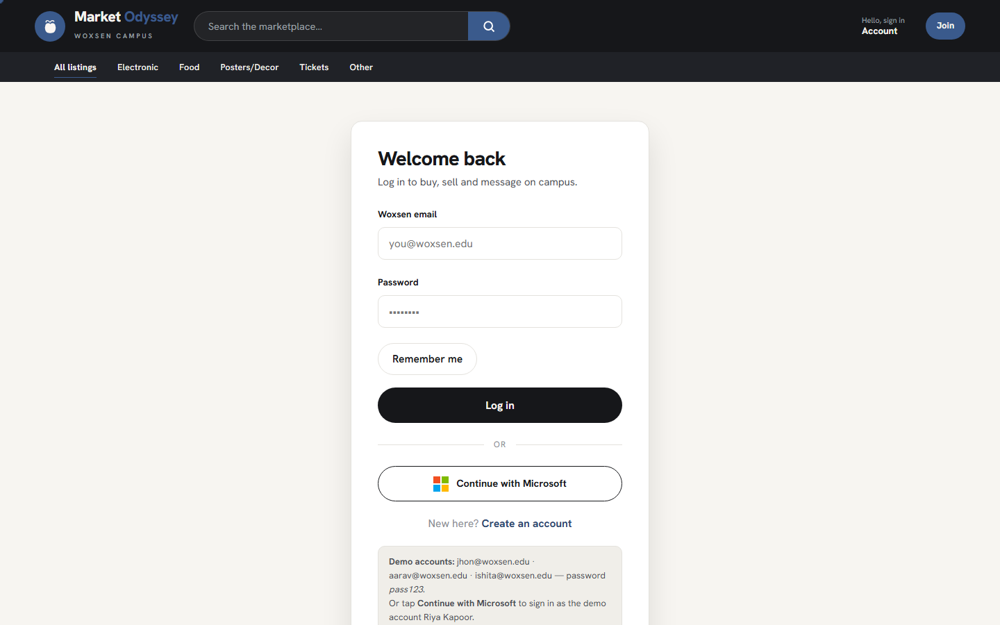 Market Odyssey
WOXSEN CAMPUS
Search the marketplace...
Hello, sign in
Account
Join
All listings
Electronic
Food
Posters/Decor
Tickets
Other
Welcome back
Log in to buy, sell and message on campus.
Woxsen email
you@woxsen.edu
Password
••••••••
Remember me
Log in
OR
Continue with Microsoft
New here? Create an account
Demo accounts: jhon@woxsen.edu ·
aarav@woxsen.edu · ishita@woxsen.edu — password
pass123.
Or tap Continue with Microsoft to sign in as the demo
account Riya Kapoor.